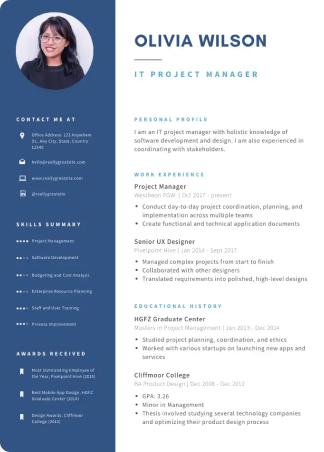 OLIVIA WILSON
IT PROJECT MANAGER
CONTACT ME AT
Office Address: 123 Anywhere
St., Any City, State, Country
12345
hello@reallygreatsite.com
www.reallygreatsite.com
@reallygreatsite
SKILLS SUMMARY
Project Management
Software Development
Budgeting and Cost Analysis
Enterprise Resource Planning
Staff and User Training
Process Improvement
AWARDS RECEIVED
Most Outstanding Employee of
the Year, Pixelpoint Hive (2015)
Best Mobile App Design, HGFZ
Graduate Center (2014)
Design Awards, Cliffmoor
College (2012)
PERSONAL PROFILE
I am an IT project manager with holistic knowledge of
software development and design. I am also experienced in
coordinating with stakeholders.
WORK EXPERIENCE
Project Manager
Westheon FGW | Oct 2017 - present
Conduct day-to-day project coordination, planning, and
implementation across multiple teams
Create functional and technical application documents
Senior UX Designer
Pixelpoint Hive | Jan 2014 - Sept 2017
Managed complex projects from start to finish
Collaborated with other designers
Translated requirements into polished, high-level designs
EDUCATIONAL HISTORY
HGFZ Graduate Center
Masters in Project Management | Jan 2013 - Dec 2014
Studied project planning, coordination, and ethics
Worked with various startups on launching new apps and
services
Cliffmoor College
BA Product Design | Dec 2008 - Dec 2012
GPA: 3.26
Minor in Management
Thesis involved studying several technology companies
and optimizing their product design process